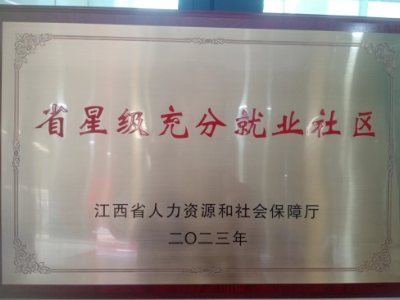 省星级充分就业社区
江西省人力资源和社会保障厅
二〇二三年